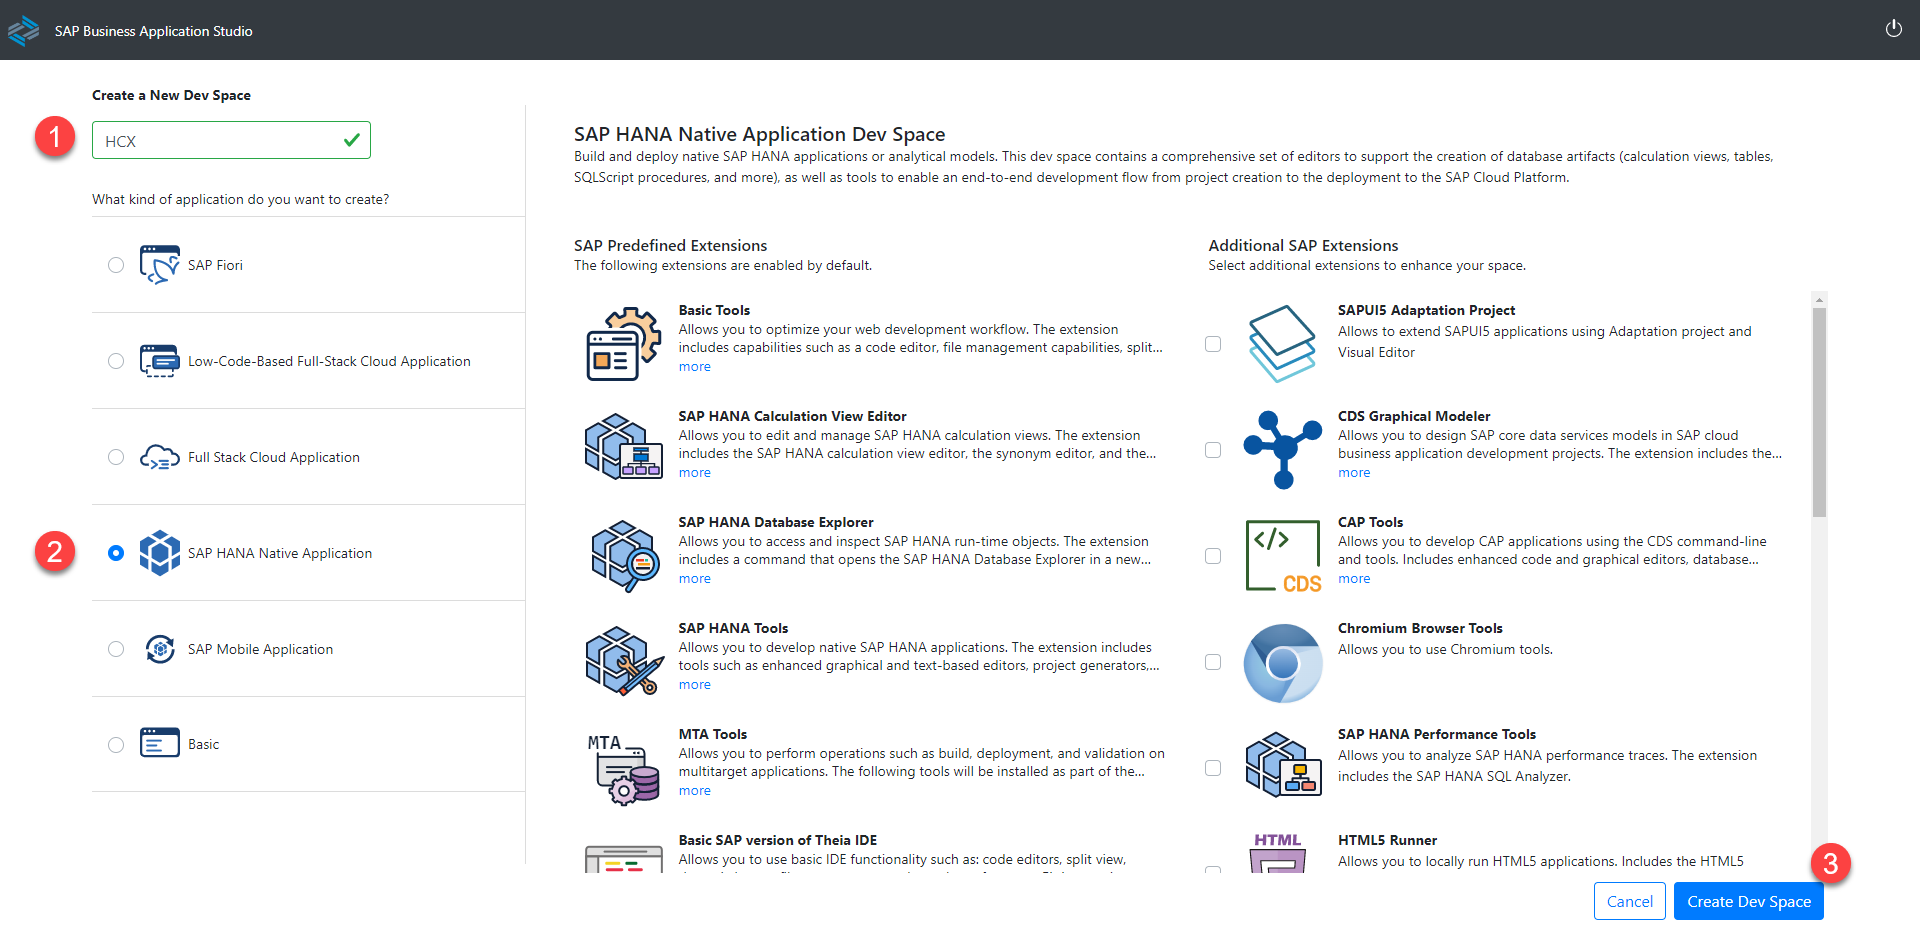 SAP Business Application Studio
Create a New Dev Space
1
HCX
What kind of application do you want to create?
SAP Fiori
Low-Code-Based Full-Stack Cloud Application
Full Stack Cloud Application
2
SAP HANA Native Application
SAP Mobile Application
Basic
SAP HANA Native Application Dev Space
Build and deploy native SAP HANA applications or analytical models. This dev space contains a comprehensive set of editors to support the creation of database artifacts (calculation views, tables,
SQLScript procedures, and more), as well as tools to enable an end-to-end development flow from project creation to the deployment to the SAP Cloud Platform.
SAP Predefined Extensions
The following extensions are enabled by default.
Basic Tools
Allows you to optimize your web development workflow. The extension
includes capabilities such as a code editor, file management capabilities, split...
more
SAP HANA Calculation View Editor
Allows you to edit and manage SAP HANA calculation views. The extension
includes the SAP HANA calculation view editor, the synonym editor, and the...
more
SAP HANA Database Explorer
Allows you to access and inspect SAP HANA run-time objects. The extension
includes a command that opens the SAP HANA Database Explorer in a new...
more
SAP HANA Tools
Allows you to develop native SAP HANA applications. The extension includes
tools such as enhanced graphical and text-based editors, project generators,...
more
MTA
MTA Tools
Allows you to perform operations such as build, deployment, and validation on
multitarget applications. The following tools will be installed as part of the...
more
Basic SAP version of Theia IDE
Allows you to use basic IDE functionality such as: code editors, split view,
Additional SAP Extensions
Select additional extensions to enhance your space.
SAPUI5 Adaptation Project
Allows to extend SAPUI5 applications using Adaptation project and
Visual Editor
CDS Graphical Modeler
Allows you to design SAP core data services models in SAP cloud
business application development projects. The extension includes the...
more
</>
CDS
CAP Tools
Allows you to develop CAP applications using the CDS command-line
and tools. Includes enhanced code and graphical editors, database...
more
Chromium Browser Tools
Allows you to use Chromium tools.
SAP HANA Performance Tools
Allows you to analyze SAP HANA performance traces. The extension
includes the SAP HANA SQL Analyzer.
HTML
HTML5 Runner
Allows you to locally run HTML5 applications. Includes the HTML5
3
Cancel
Create Dev Space